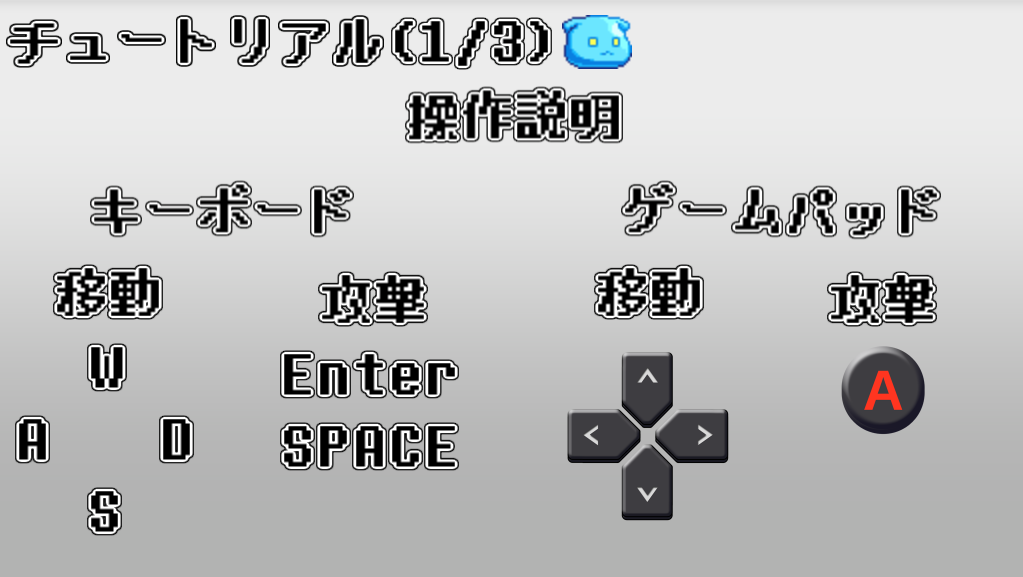 チュートリアル(1/3)
操作説明
キーボード ゲームパッド
移動 攻撃 移動 攻撃
W Enter A
A D SPACE
S